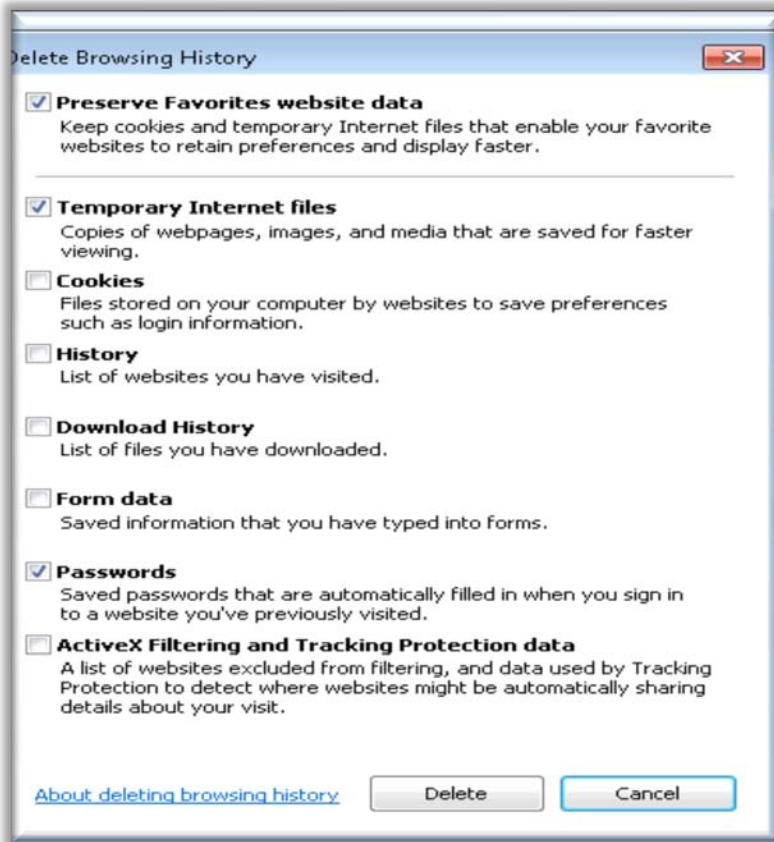 Delete Browsing History
Preserve Favorites website data
Keep cookies and temporary Internet files that enable your favorite
websites to retain preferences and display faster.
Temporary Internet files
Copies of webpages, images, and media that are saved for faster
viewing.
Cookies
Files stored on your computer by websites to save preferences
such as login information.
History
List of websites you have visited.
Download History
List of files you have downloaded.
Form data
Saved information that you have typed into forms.
Passwords
Saved passwords that are automatically filled in when you sign in
to a website you've previously visited.
ActiveX Filtering and Tracking Protection data
A list of websites excluded from filtering, and data used by Tracking
Protection to detect where websites might be automatically sharing
details about your visit.
About deleting browsing history
Delete
Cancel